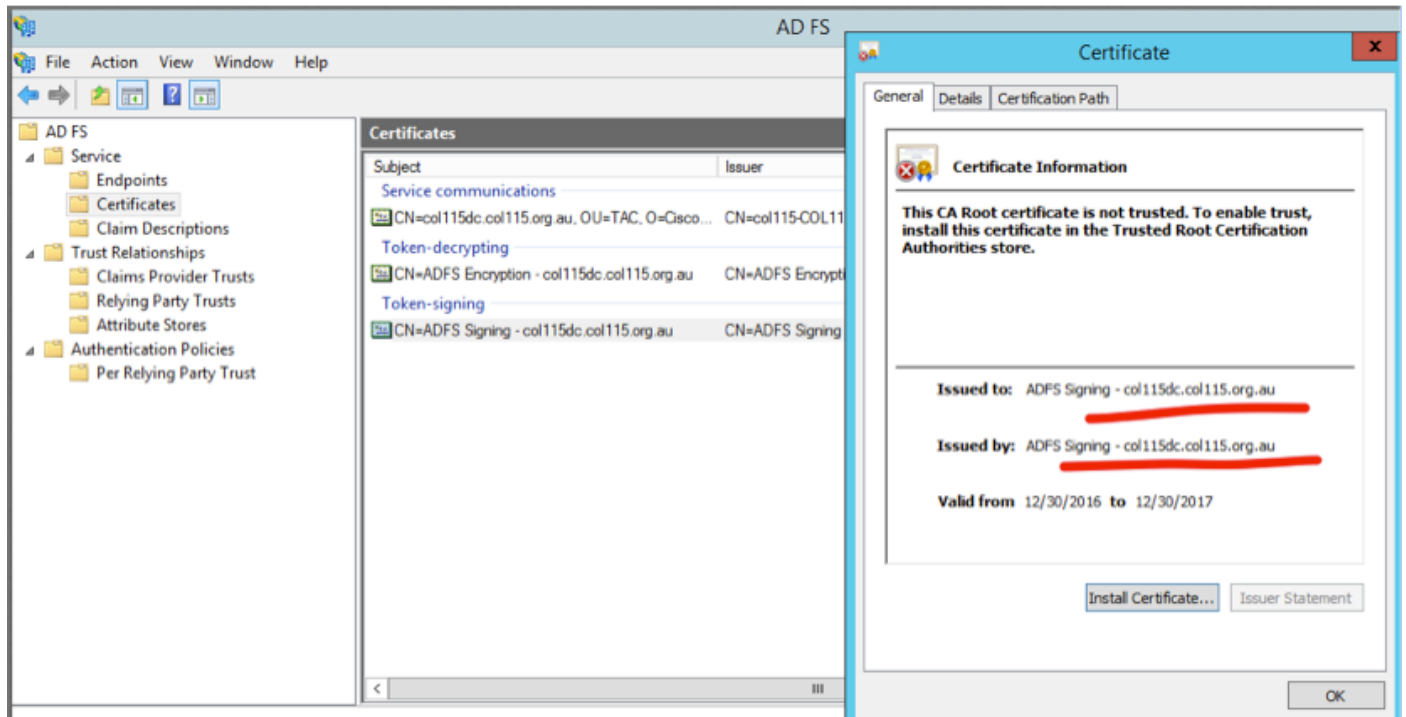 AD FS
File Action View Window Help
AD FS
Service
Endpoints
Certificates
Claim Descriptions
Trust Relationships
Claims Provider Trusts
Relying Party Trusts
Attribute Stores
Authentication Policies
Per Relying Party Trust
Certificates
Subject Issuer
Service communications
CN=col115dc.col115.org.au, OU=TAC, O=Cisco... CN=col115-COL11
Token-decrypting
CN=ADFS Encryption - col115dc.col115.org.au CN=ADFS Encrypti
Token-signing
CN=ADFS Signing - col115dc.col115.org.au CN=ADFS Signing
Certificate
x
General Details Certification Path
Certificate Information
This CA Root certificate is not trusted. To enable trust,
install this certificate in the Trusted Root Certification
Authorities store.
Issued to: ADFS Signing - col115dc.col115.org.au
Issued by: ADFS Signing - col115dc.col115.org.au
Valid from 12/30/2016 to 12/30/2017
Install Certificate... Issuer Statement
OK